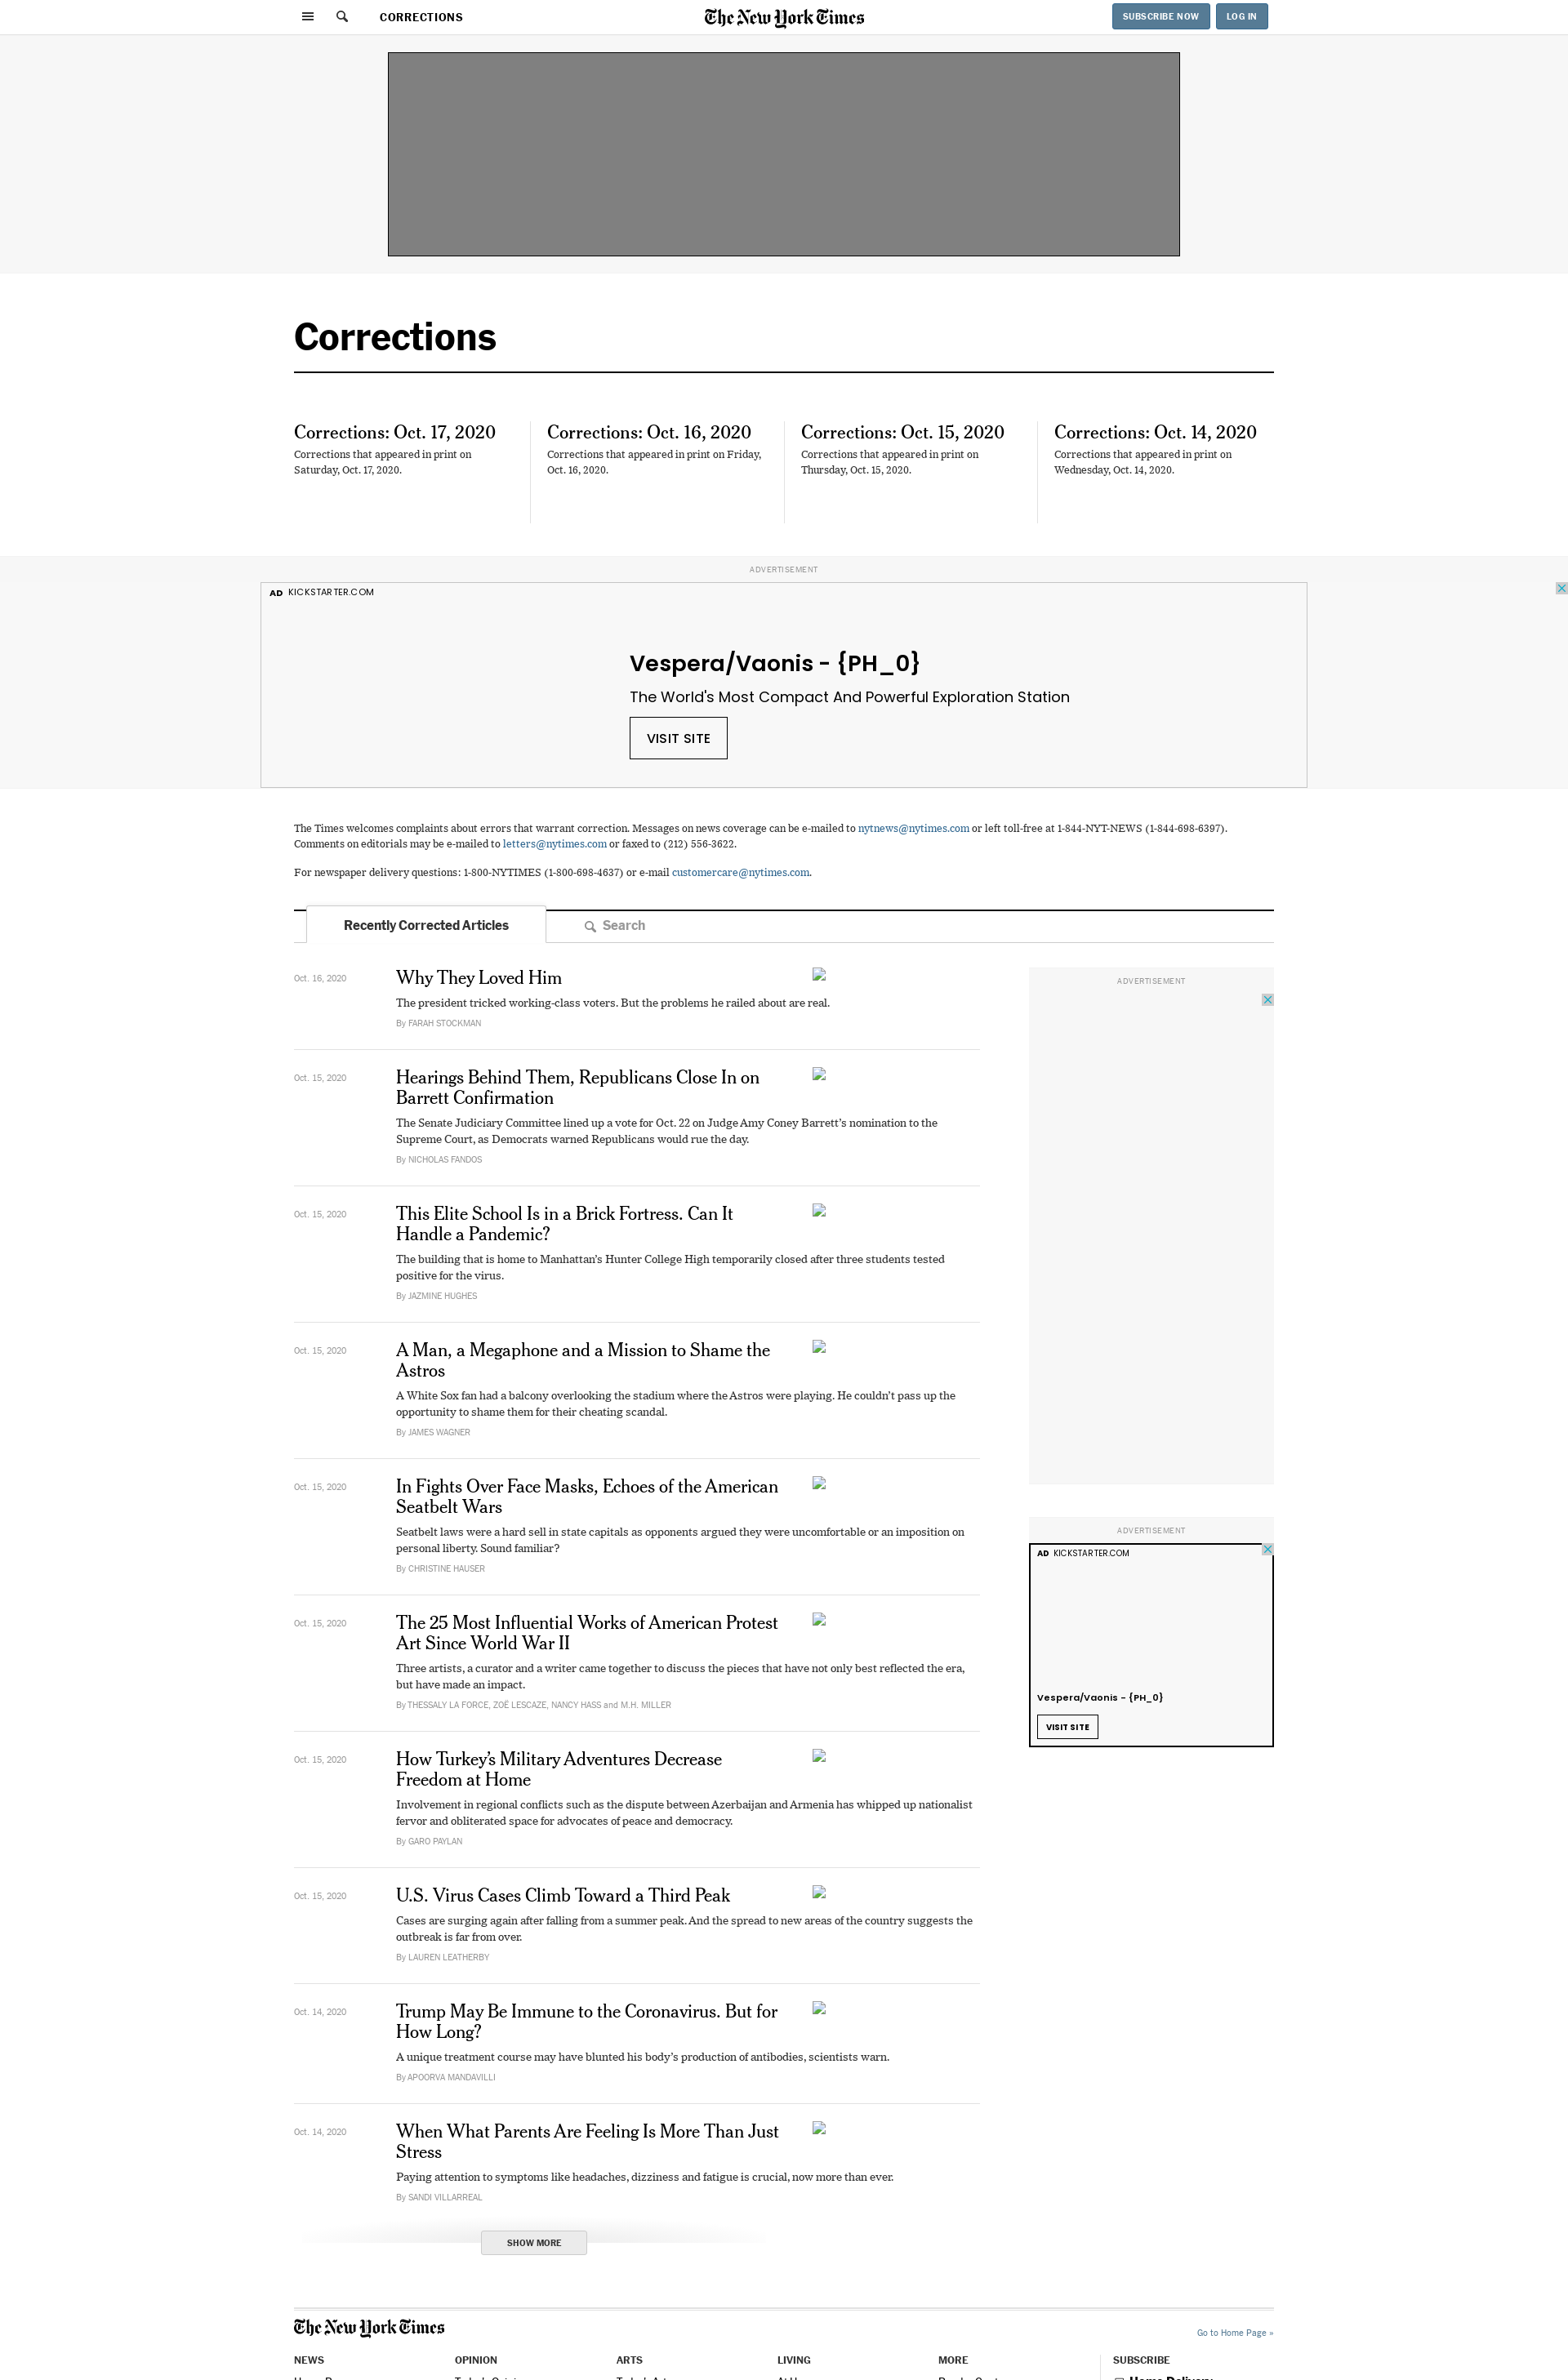 CORRECTIONS
The New York Times
SUBSCRIBE NOW
LOG IN
Corrections
Corrections: Oct. 17, 2020
Corrections that appeared in print on
Saturday, Oct. 17, 2020.
Corrections: Oct. 16, 2020
Corrections that appeared in print on Friday,
Oct. 16, 2020.
Corrections: Oct. 15, 2020
Corrections that appeared in print on
Thursday, Oct. 15, 2020.
Corrections: Oct. 14, 2020
Corrections that appeared in print on
Wednesday, Oct. 14, 2020.
ADVERTISEMENT
AD KICKSTARTER.COM
Vespera/Vaonis - {PH_0}
The World's Most Compact And Powerful Exploration Station
VISIT SITE
The Times welcomes complaints about errors that warrant correction. Messages on news coverage can be e-mailed to nytnews@nytimes.com or left toll-free at 1-844-NYT-NEWS (1-844-698-6397).
Comments on editorials may be e-mailed to letters@nytimes.com or faxed to (212) 556-3622.
For newspaper delivery questions: 1-800-NYTIMES (1-800-698-4637) or e-mail customercare@nytimes.com.
Recently Corrected Articles
Search
Oct. 16, 2020
Why They Loved Him
The president tricked working-class voters. But the problems he railed about are real.
By FARAH STOCKMAN
Oct. 15, 2020
Hearings Behind Them, Republicans Close In on
Barrett Confirmation
The Senate Judiciary Committee lined up a vote for Oct. 22 on Judge Amy Coney Barrett’s nomination to the
Supreme Court, as Democrats warned Republicans would rue the day.
By NICHOLAS FANDOS
Oct. 15, 2020
This Elite School Is in a Brick Fortress. Can It
Handle a Pandemic?
The building that is home to Manhattan’s Hunter College High temporarily closed after three students tested
positive for the virus.
By JAZMINE HUGHES
Oct. 15, 2020
A Man, a Megaphone and a Mission to Shame the
Astros
A White Sox fan had a balcony overlooking the stadium where the Astros were playing. He couldn’t pass up the
opportunity to shame them for their cheating scandal.
By JAMES WAGNER
Oct. 15, 2020
In Fights Over Face Masks, Echoes of the American
Seatbelt Wars
Seatbelt laws were a hard sell in state capitals as opponents argued they were uncomfortable or an imposition on
personal liberty. Sound familiar?
By CHRISTINE HAUSER
Oct. 15, 2020
The 25 Most Influential Works of American Protest
Art Since World War II
Three artists, a curator and a writer came together to discuss the pieces that have not only best reflected the era,
but have made an impact.
By THESSALY LA FORCE, ZOË LESCAZE, NANCY HASS and M.H. MILLER
Oct. 15, 2020
How Turkey’s Military Adventures Decrease
Freedom at Home
Involvement in regional conflicts such as the dispute between Azerbaijan and Armenia has whipped up nationalist
fervor and obliterated space for advocates of peace and democracy.
By GARO PAYLAN
Oct. 15, 2020
U.S. Virus Cases Climb Toward a Third Peak
Cases are surging again after falling from a summer peak. And the spread to new areas of the country suggests the
outbreak is far from over.
By LAUREN LEATHERBY
Oct. 14, 2020
Trump May Be Immune to the Coronavirus. But for
How Long?
A unique treatment course may have blunted his body’s production of antibodies, scientists warn.
By APOORVA MANDAVILLI
Oct. 14, 2020
When What Parents Are Feeling Is More Than Just
Stress
Paying attention to symptoms like headaches, dizziness and fatigue is crucial, now more than ever.
By SANDI VILLARREAL
SHOW MORE
ADVERTISEMENT
ADVERTISEMENT
AD KICKSTARTER.COM
Vespera/Vaonis - {PH_0}
VISIT SITE
The New York Times
Go to Home Page »
NEWS
OPINION
ARTS
LIVING
MORE
SUBSCRIBE